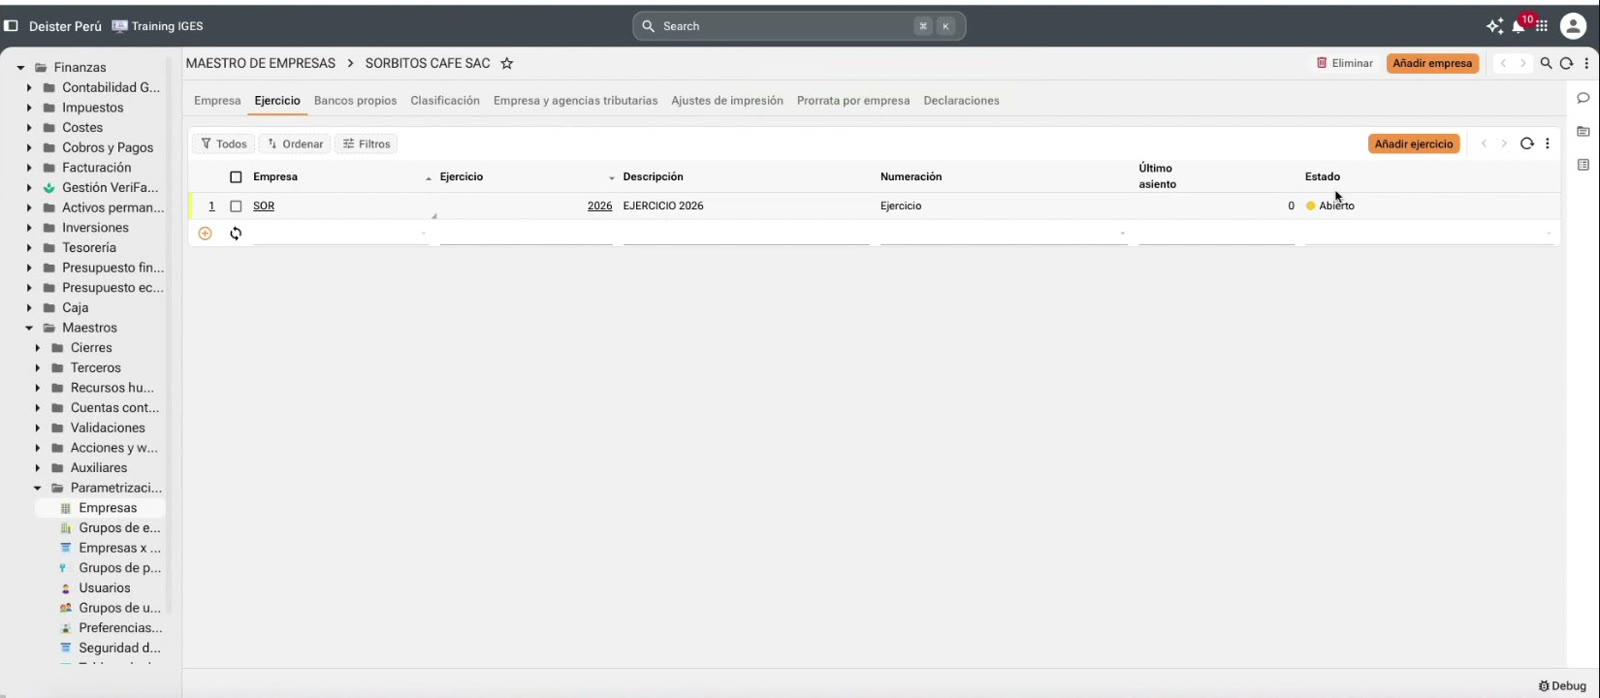 Deister Perú Training IGES Search ⌘ K 10
Finanzas
Contabilidad G...
Impuestos
Costes
Cobros y Pagos
Facturación
Gestión VeriFa...
Activos perman...
Inversiones
Tesorería
Presupuesto fin...
Presupuesto ec...
Caja
Maestros
Cierres
Terceros
Recursos hu...
Cuentas cont...
Validaciones
Acciones y w...
Auxiliares
Parametrizaci...
Empresas
Grupos de e...
Empresas x ...
Grupos de p...
Usuarios
Grupos de u...
Preferencias...
Seguridad d...
MAESTRO DE EMPRESAS > SORBITOS CAFE SAC Eliminar Añadir empresa
Empresa Ejercicio Bancos propios Clasificación Empresa y agencias tributarias Ajustes de impresión Prorrata por empresa Declaraciones
Todos Ordenar Filtros Añadir ejercicio
Empresa Ejercicio Descripción Numeración Último asiento Estado
1 SOR 2026 EJERCICIO 2026 Ejercicio 0 Abierto
Debug